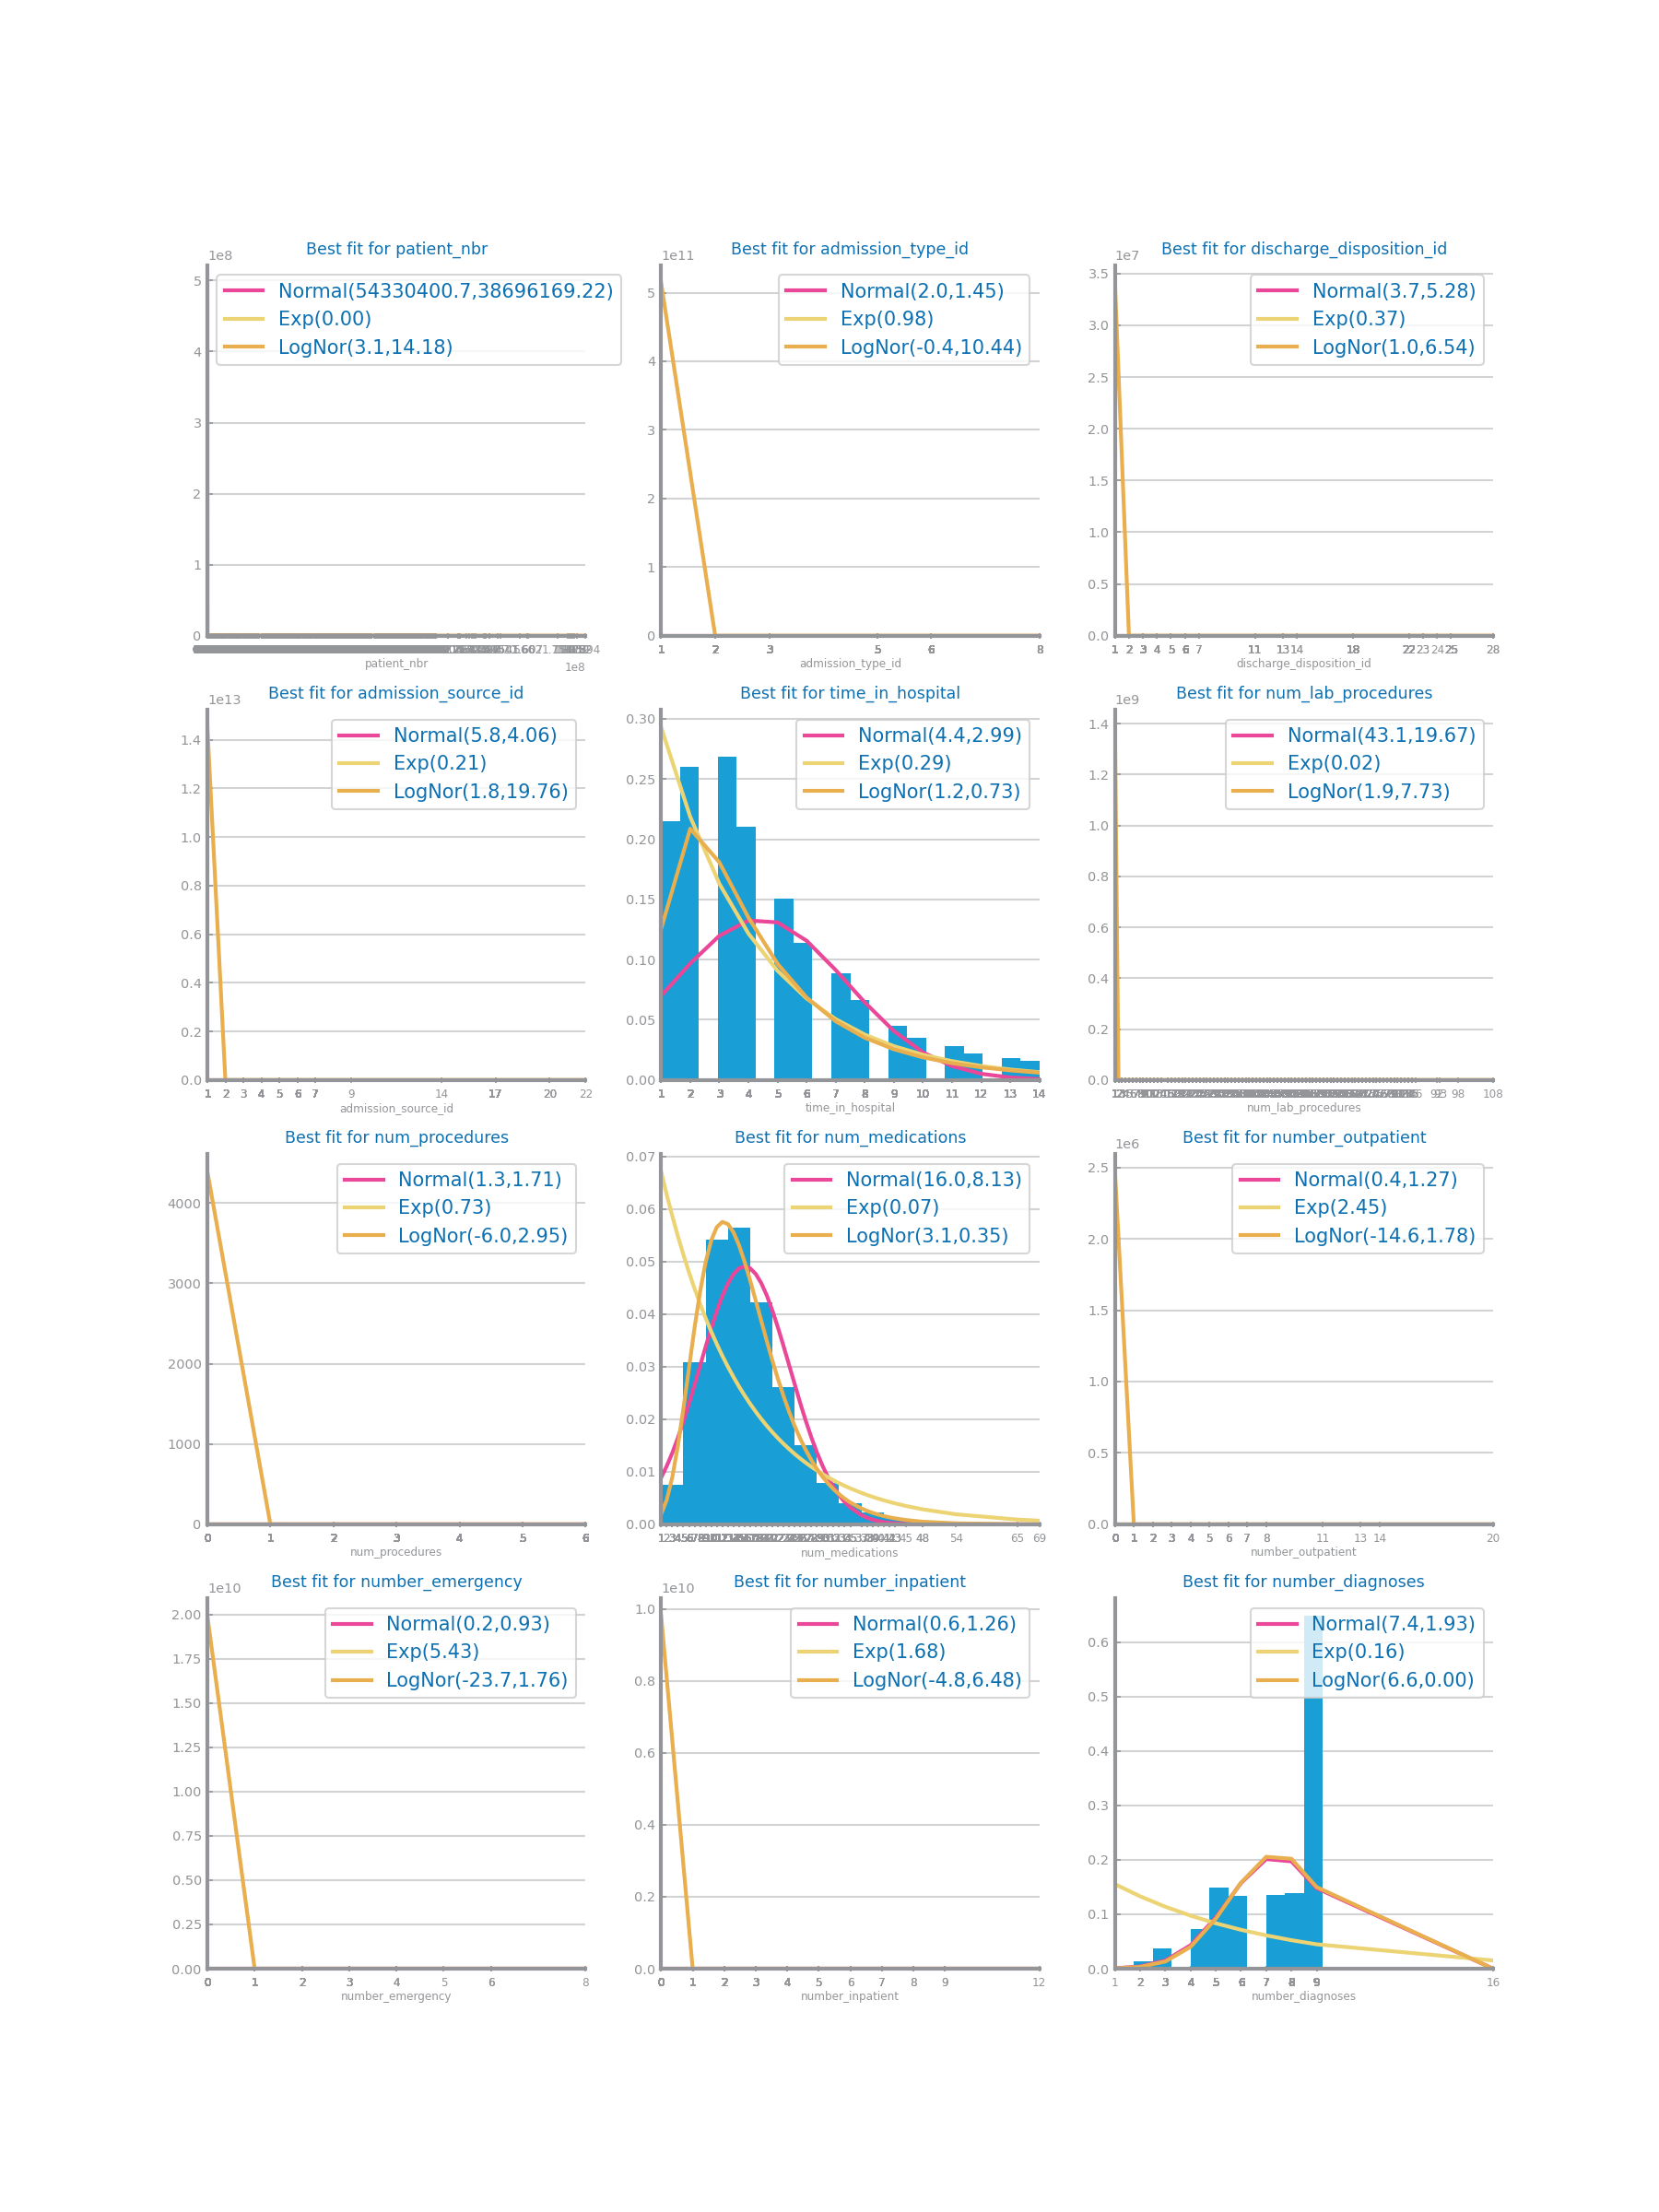 Best fit for patient_nbr
1e8
Normal(54330400.7,38696169.22)
Exp(0.00)
LogNor(3.1,14.18)
5
4
3
2
1
0
patient_nbr
1e8
Best fit for admission_type_id
1e11
Normal(2.0,1.45)
Exp(0.98)
LogNor(-0.4,10.44)
5
4
3
2
1
0
1 2 3 5 6 8
admission_type_id
Best fit for discharge_disposition_id
1e7
Normal(3.7,5.28)
Exp(0.37)
LogNor(1.0,6.54)
3.5
3.0
2.5
2.0
1.5
1.0
0.5
0.0
1 2 3 4 5 6 7 11 13 14 18 22 23 24 25 28
discharge_disposition_id
Best fit for admission_source_id
1e13
Normal(5.8,4.06)
Exp(0.21)
LogNor(1.8,19.76)
1.4
1.2
1.0
0.8
0.6
0.4
0.2
0.0
1 2 3 4 5 6 7 9 14 17 20 22
admission_source_id
Best fit for time_in_hospital
Normal(4.4,2.99)
Exp(0.29)
LogNor(1.2,0.73)
0.30
0.25
0.20
0.15
0.10
0.05
0.00
1 2 3 4 5 6 7 8 9 10 11 12 13 14
time_in_hospital
Best fit for num_lab_procedures
1e9
Normal(43.1,19.67)
Exp(0.02)
LogNor(1.9,7.73)
1.4
1.2
1.0
0.8
0.6
0.4
0.2
0.0
98 108
num_lab_procedures
Best fit for num_procedures
Normal(1.3,1.71)
Exp(0.73)
LogNor(-6.0,2.95)
4000
3000
2000
1000
0
0 1 2 3 4 5 6
num_procedures
Best fit for num_medications
Normal(16.0,8.13)
Exp(0.07)
LogNor(3.1,0.35)
0.07
0.06
0.05
0.04
0.03
0.02
0.01
0.00
48 54 65 69
num_medications
Best fit for number_outpatient
1e6
Normal(0.4,1.27)
Exp(2.45)
LogNor(-14.6,1.78)
2.5
2.0
1.5
1.0
0.5
0.0
0 1 2 3 4 5 6 7 8 11 13 14 20
number_outpatient
Best fit for number_emergency
1e10
Normal(0.2,0.93)
Exp(5.43)
LogNor(-23.7,1.76)
2.00
1.75
1.50
1.25
1.00
0.75
0.50
0.25
0.00
0 1 2 3 4 5 6 8
number_emergency
Best fit for number_inpatient
1e10
Normal(0.6,1.26)
Exp(1.68)
LogNor(-4.8,6.48)
1.0
0.8
0.6
0.4
0.2
0.0
0 1 2 3 4 5 6 7 8 9 12
number_inpatient
Best fit for number_diagnoses
Normal(7.4,1.93)
Exp(0.16)
LogNor(6.6,0.00)
0.6
0.5
0.4
0.3
0.2
0.1
0.0
1 2 3 4 5 6 7 8 9 16
number_diagnoses